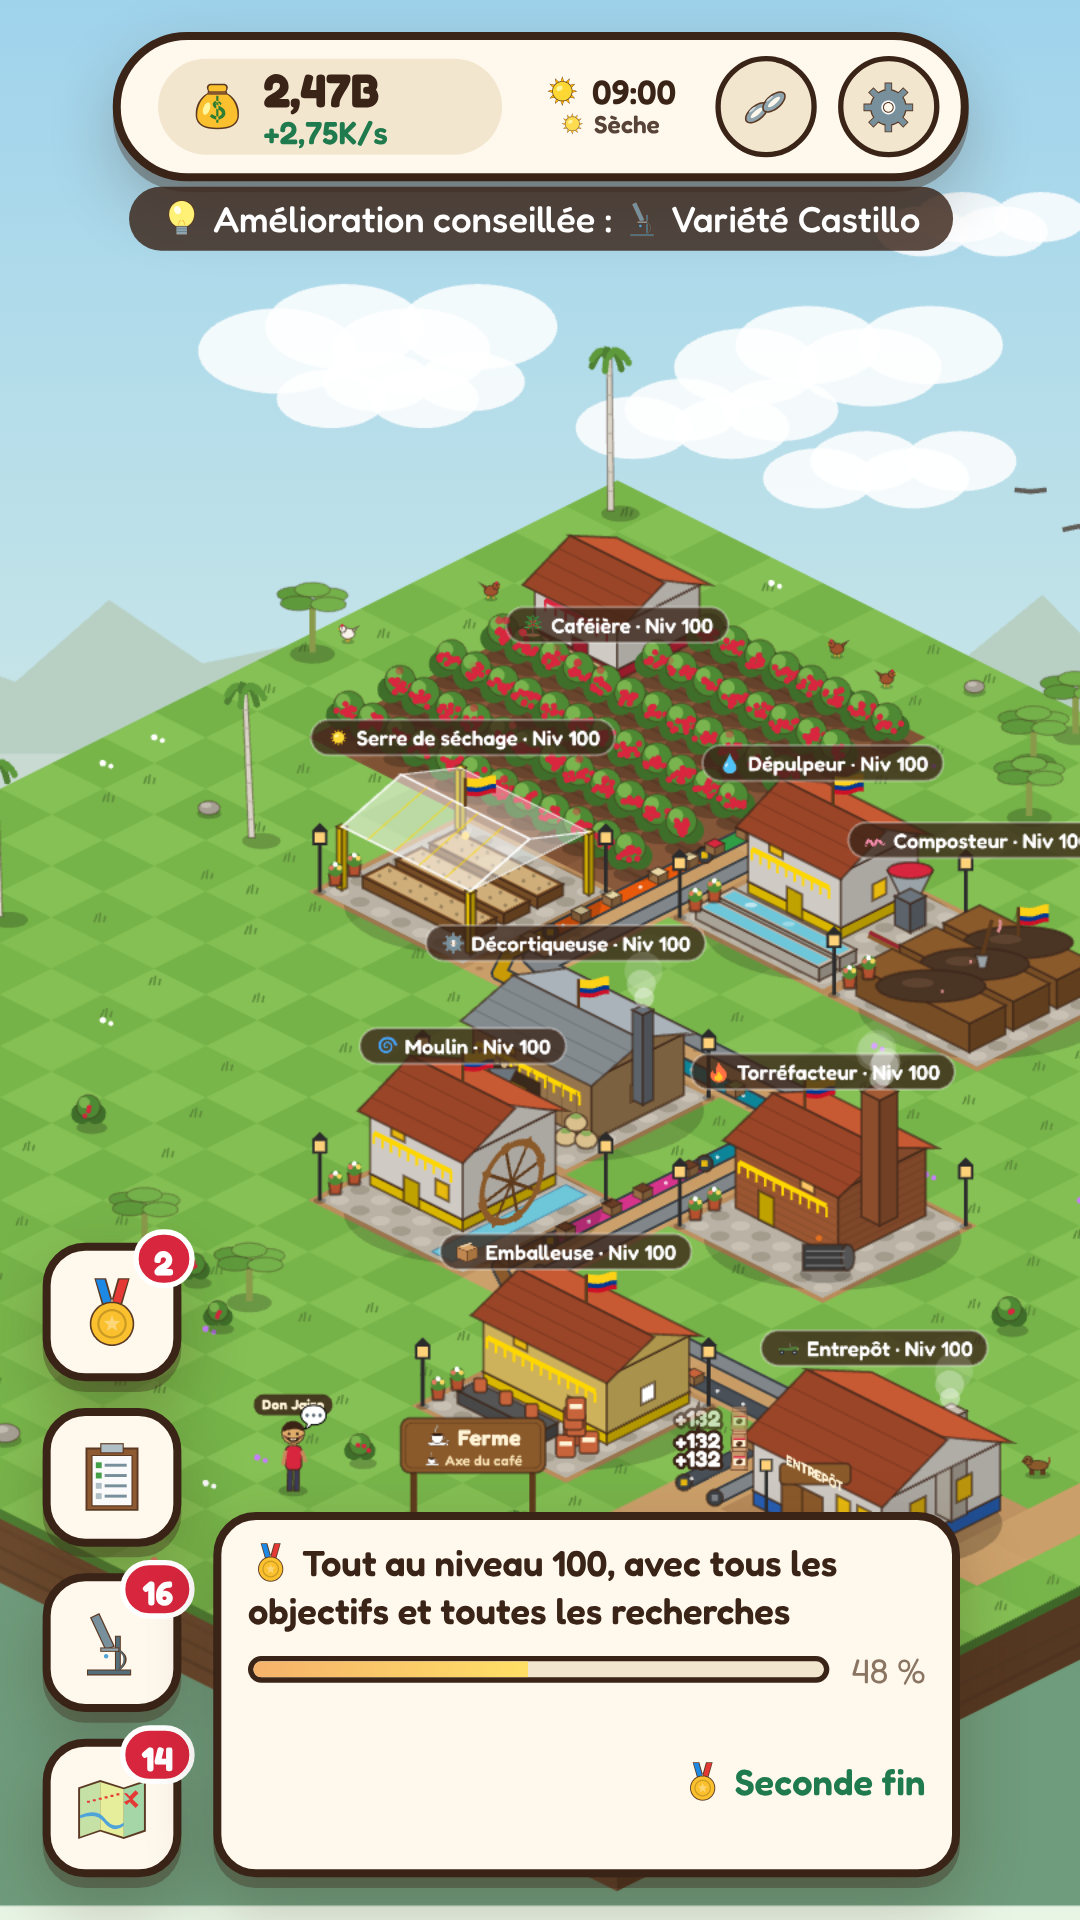 2,47B
+2,75K/s
09:00
Sèche
Amélioration conseillée : Variété Castillo
Caféière · Niv 100
Serre de séchage · Niv 100
Dépulpeur · Niv 100
Composteur · Niv 10
Décortiqueuse · Niv 100
Moulin · Niv 100
Torréfacteur · Niv 100
Emballeuse · Niv 100
Entrepôt · Niv 100
2
Don
Ferme
Axe du café
+132
+132
+132
ENTREPÔT
16
14
Tout au niveau 100, avec tous les
objectifs et toutes les recherches
48 %
Seconde fin